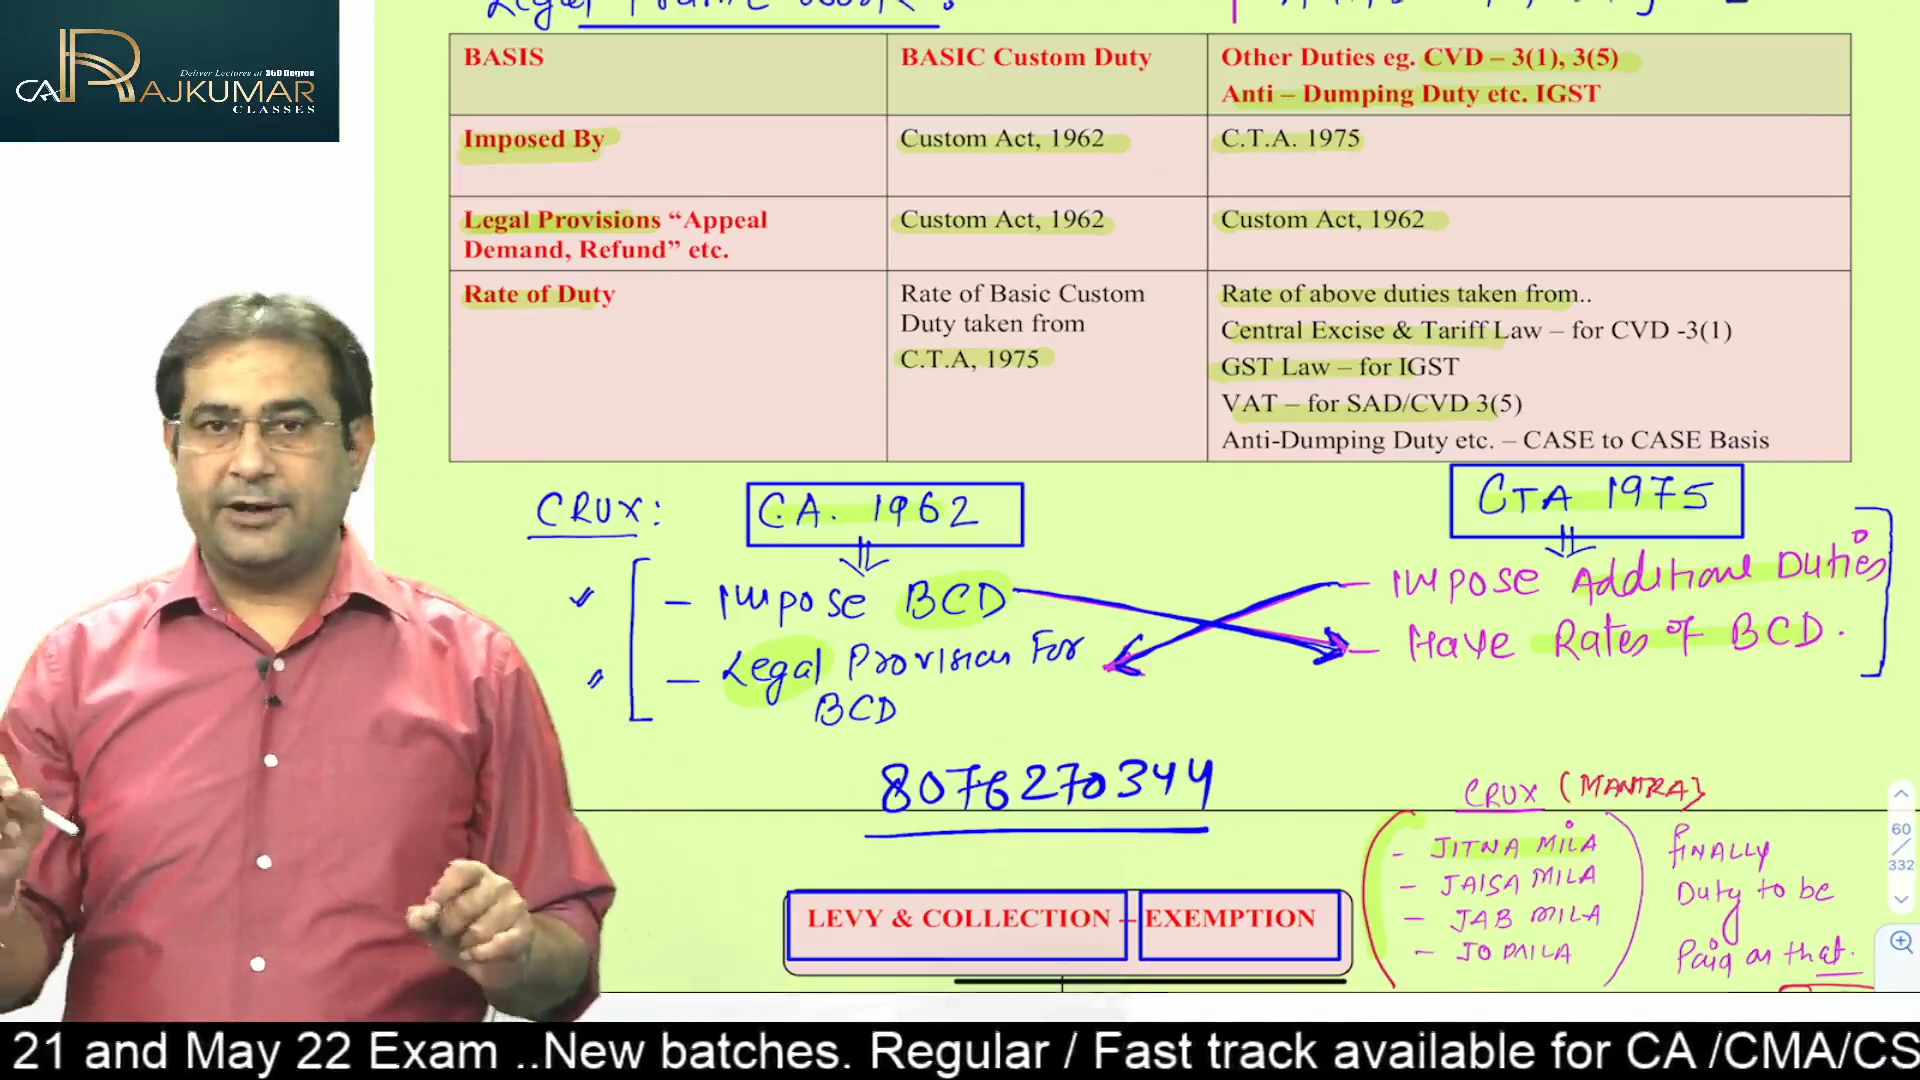 Deliver Lectures at 360 Degree
CA RAJKUMAR
CLASSES
BASIS
BASIC Custom Duty
Other Duties eg. CVD – 3(1), 3(5)
Anti – Dumping Duty etc. IGST
Imposed By
Custom Act, 1962
C.T.A. 1975
Legal Provisions “Appeal
Demand, Refund” etc.
Custom Act, 1962
Custom Act, 1962
Rate of Duty
Rate of Basic Custom
Duty taken from
C.T.A, 1975
Rate of above duties taken from..
Central Excise & Tariff Law – for CVD -3(1)
GST Law – for IGST
VAT – for SAD/CVD 3(5)
Anti-Dumping Duty etc. – CASE to CASE Basis
CRUX:
C.A. 1962
CTA 1975
– Impose BCD
– Legal Provision For
BCD
– Impose Additional Duties
– Have Rates of BCD.
8076270344
CRUX (MANTRA)
- JITNA MILA
- JAISA MILA
- JAB MILA
- JO MILA
Finally
Duty to be
Paid on that.
LEVY & COLLECTION – EXEMPTION
60
/
332
21 and May 22 Exam ..New batches. Regular / Fast track available for CA /CMA/CS